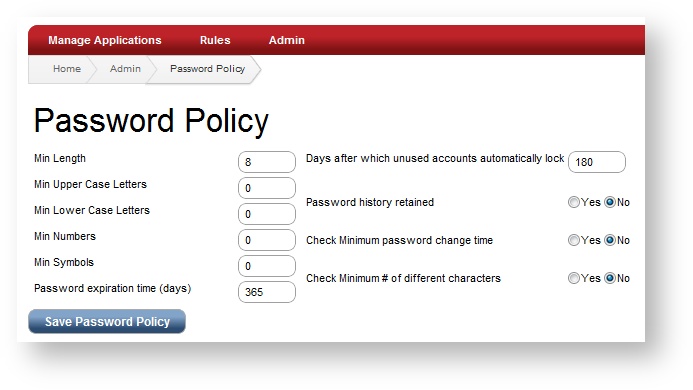 Manage Applications Rules Admin
Home Admin Password Policy
Password Policy
Min Length 8
Min Upper Case Letters 0
Min Lower Case Letters 0
Min Numbers 0
Min Symbols 0
Password expiration time (days) 365
Days after which unused accounts automatically lock 180
Password history retained Yes No
Check Minimum password change time Yes No
Check Minimum # of different characters Yes No
Save Password Policy